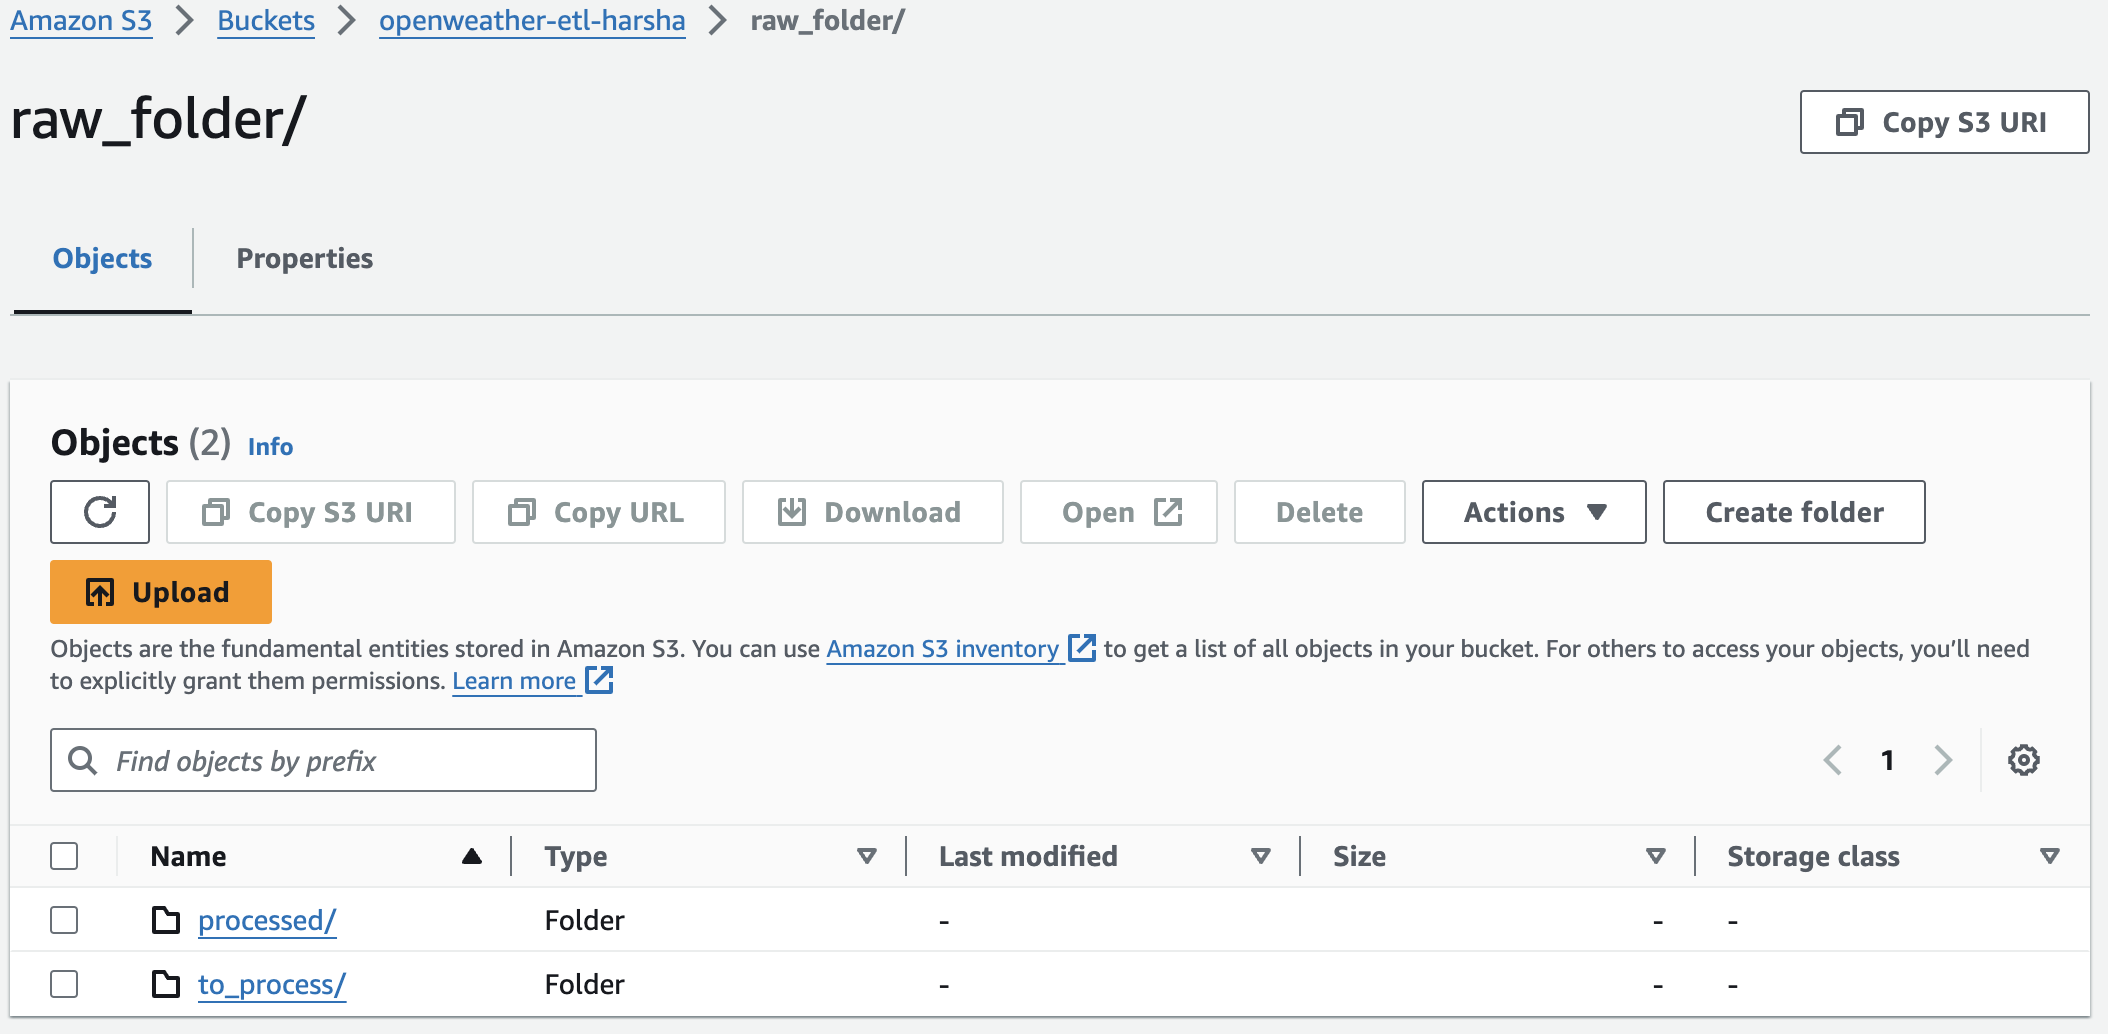 Amazon S3 > Buckets > openweather-etl-harsha > raw_folder/
raw_folder/
Copy S3 URI
Objects Properties
Objects (2) Info
Copy S3 URI Copy URL Download Open Delete Actions Create folder
Upload
Objects are the fundamental entities stored in Amazon S3. You can use Amazon S3 inventory to get a list of all objects in your bucket. For others to access your objects, you’ll need
to explicitly grant them permissions. Learn more
Find objects by prefix 1
Name Type Last modified Size Storage class
processed/ Folder - - -
to_process/ Folder - - -